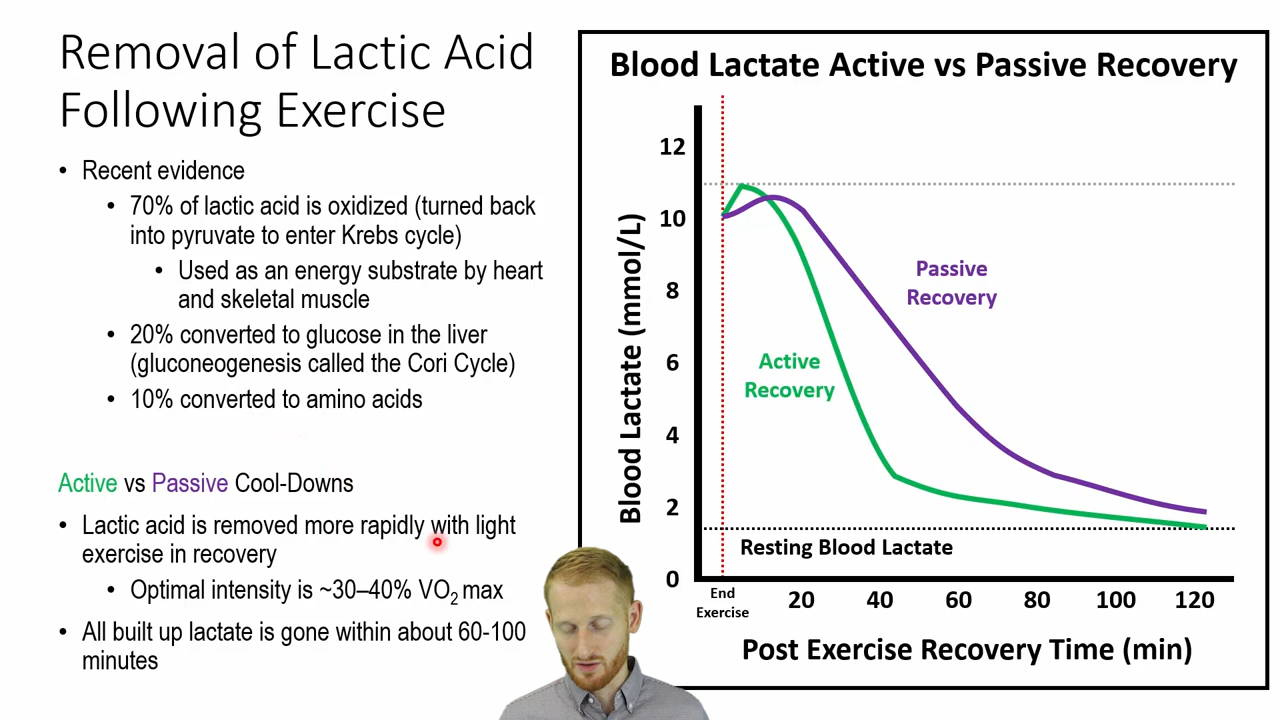 Removal of Lactic Acid
Following Exercise
• Recent evidence
• 70% of lactic acid is oxidized (turned back
into pyruvate to enter Krebs cycle)
• Used as an energy substrate by heart
and skeletal muscle
• 20% converted to glucose in the liver
(gluconeogenesis called the Cori Cycle)
• 10% converted to amino acids
Active vs Passive Cool-Downs
• Lactic acid is removed more rapidly with light
exercise in recovery
• Optimal intensity is ~30–40% VO₂ max
• All built up lactate is gone within about 60-100
minutes
Blood Lactate Active vs Passive Recovery
Blood Lactate (mmol/L)
12
10
8
6
4
2
0
Passive
Recovery
Active
Recovery
Resting Blood Lactate
End
Exercise
20 40 60 80 100 120
Post Exercise Recovery Time (min)